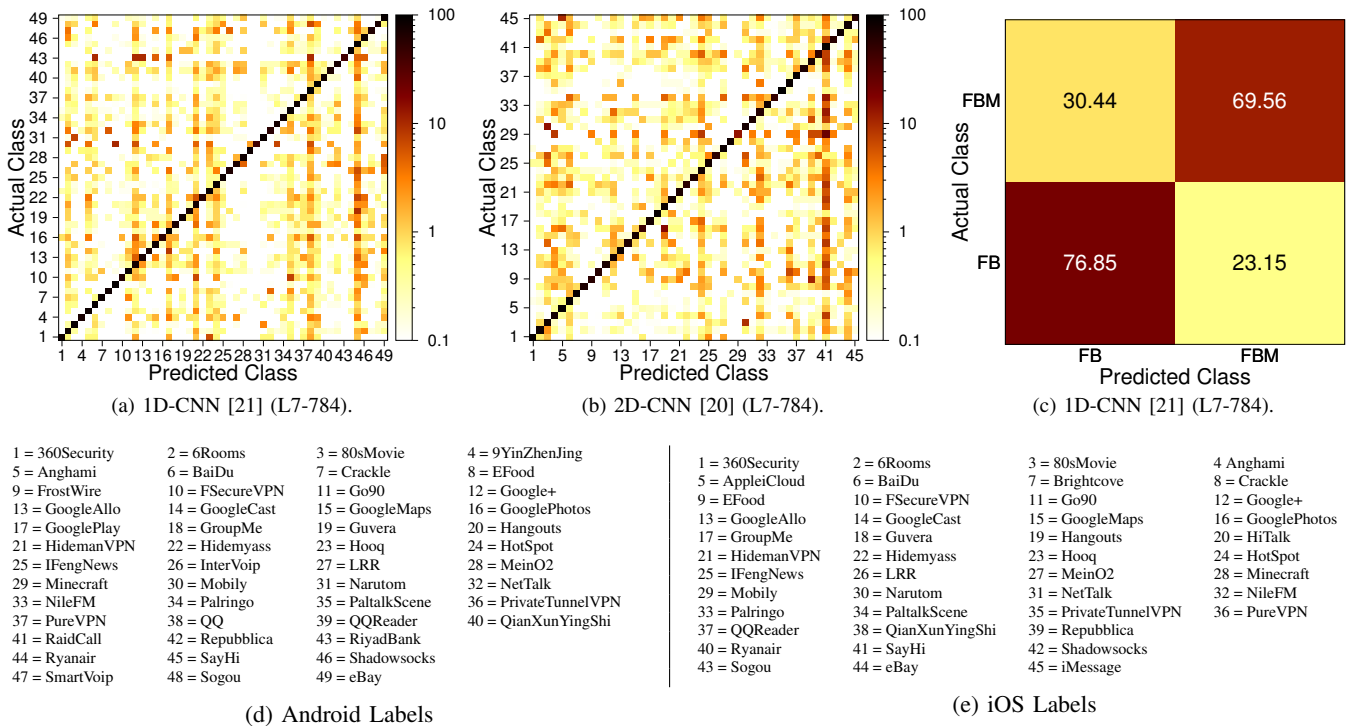 49
46
43
40
37
34
31
28
25
22
19
16
13
10
7
4
1
Actual Class
1 4 7 10 13 16 19 22 25 28 31 34 37 40 43 46 49
Predicted Class
100
10
1
0.1
(a) 1D-CNN [21] (L7-784).
45
41
37
33
29
25
21
17
13
9
5
1
Actual Class
1 5 9 13 17 21 25 29 33 37 41 45
Predicted Class
100
10
1
0.1
(b) 2D-CNN [20] (L7-784).
FBM 30.44 69.56
Actual Class
FB 76.85 23.15
FB FBM
Predicted Class
(c) 1D-CNN [21] (L7-784).
1 = 360Security 2 = 6Rooms 3 = 80sMovie 4 = 9YinZhenJing
5 = Anghami 6 = BaiDu 7 = Crackle 8 = EFood
9 = FrostWire 10 = FSecureVPN 11 = Go90 12 = Google+
13 = GoogleAllo 14 = GoogleCast 15 = GoogleMaps 16 = GooglePhotos
17 = GooglePlay 18 = GroupMe 19 = Guvera 20 = Hangouts
21 = HidemanVPN 22 = Hidemyass 23 = Hooq 24 = HotSpot
25 = IFengNews 26 = InterVoip 27 = LRR 28 = MeinO2
29 = Minecraft 30 = Mobily 31 = Narutom 32 = NetTalk
33 = NileFM 34 = Palringo 35 = PaltalkScene 36 = PrivateTunnelVPN
37 = PureVPN 38 = QQ 39 = QQReader 40 = QianXunYingShi
41 = RaidCall 42 = Repubblica 43 = RiyadBank
44 = Ryanair 45 = SayHi 46 = Shadowsocks
47 = SmartVoip 48 = Sogou 49 = eBay
(d) Android Labels
1 = 360Security 2 = 6Rooms 3 = 80sMovie 4 Anghami
5 = AppleiCloud 6 = BaiDu 7 = Brightcove 8 = Crackle
9 = EFood 10 = FSecureVPN 11 = Go90 12 = Google+
13 = GoogleAllo 14 = GoogleCast 15 = GoogleMaps 16 = GooglePhotos
17 = GroupMe 18 = Guvera 19 = Hangouts 20 = HiTalk
21 = HidemanVPN 22 = Hidemyass 23 = Hooq 24 = HotSpot
25 = IFengNews 26 = LRR 27 = MeinO2 28 = Minecraft
29 = Mobily 30 = Narutom 31 = NetTalk 32 = NileFM
33 = Palringo 34 = PaltalkScene 35 = PrivateTunnelVPN 36 = PureVPN
37 = QQReader 38 = QianXunYingShi 39 = Repubblica
40 = Ryanair 41 = SayHi 42 = Shadowsocks
43 = Sogou 44 = eBay 45 = iMessage
(e) iOS Labels